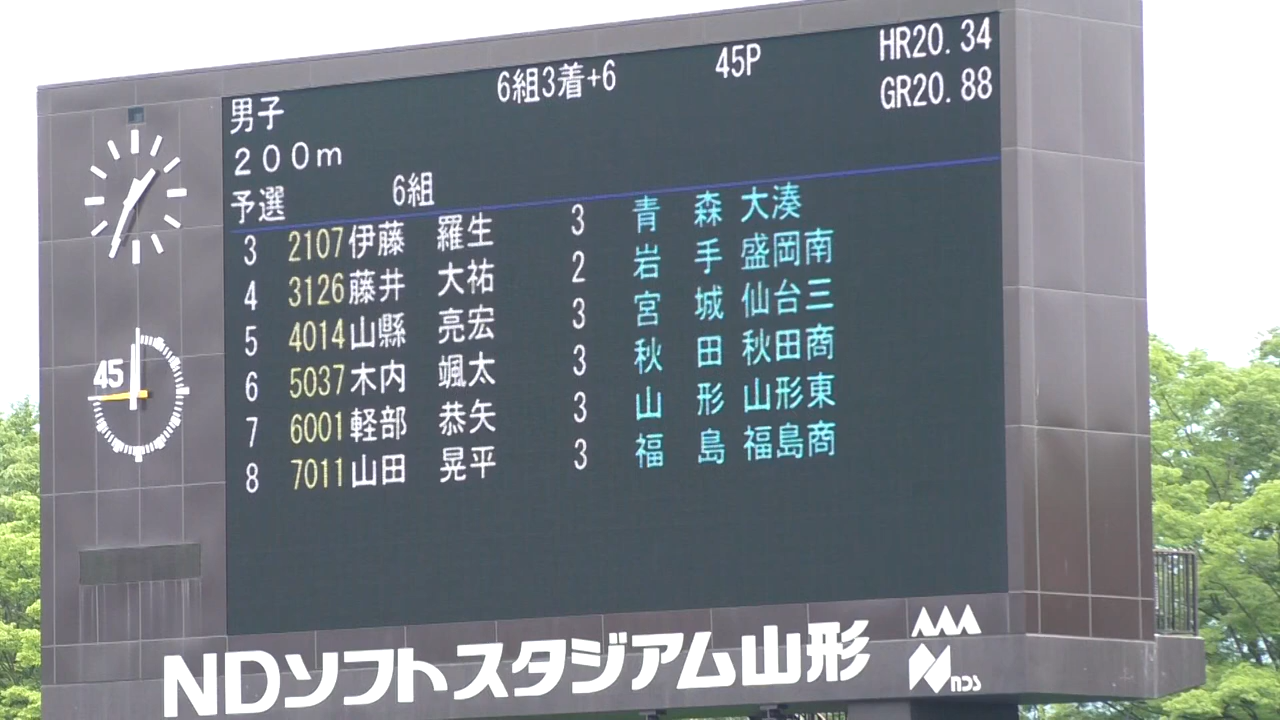 6組3着+6 45P HR20.34
GR20.88
男子
200m
予選 6組
3 2107 伊藤 羅生 3 青森 大湊
4 3126 藤井 大祐 2 岩手 盛岡南
5 4014 山縣 亮宏 3 宮城 仙台三
6 5037 木内 颯太 3 秋田 秋田商
7 6001 軽部 恭矢 3 山形 山形東
8 7011 山田 晃平 3 福島 福島商
45
NDソフトスタジアム山形
NDS